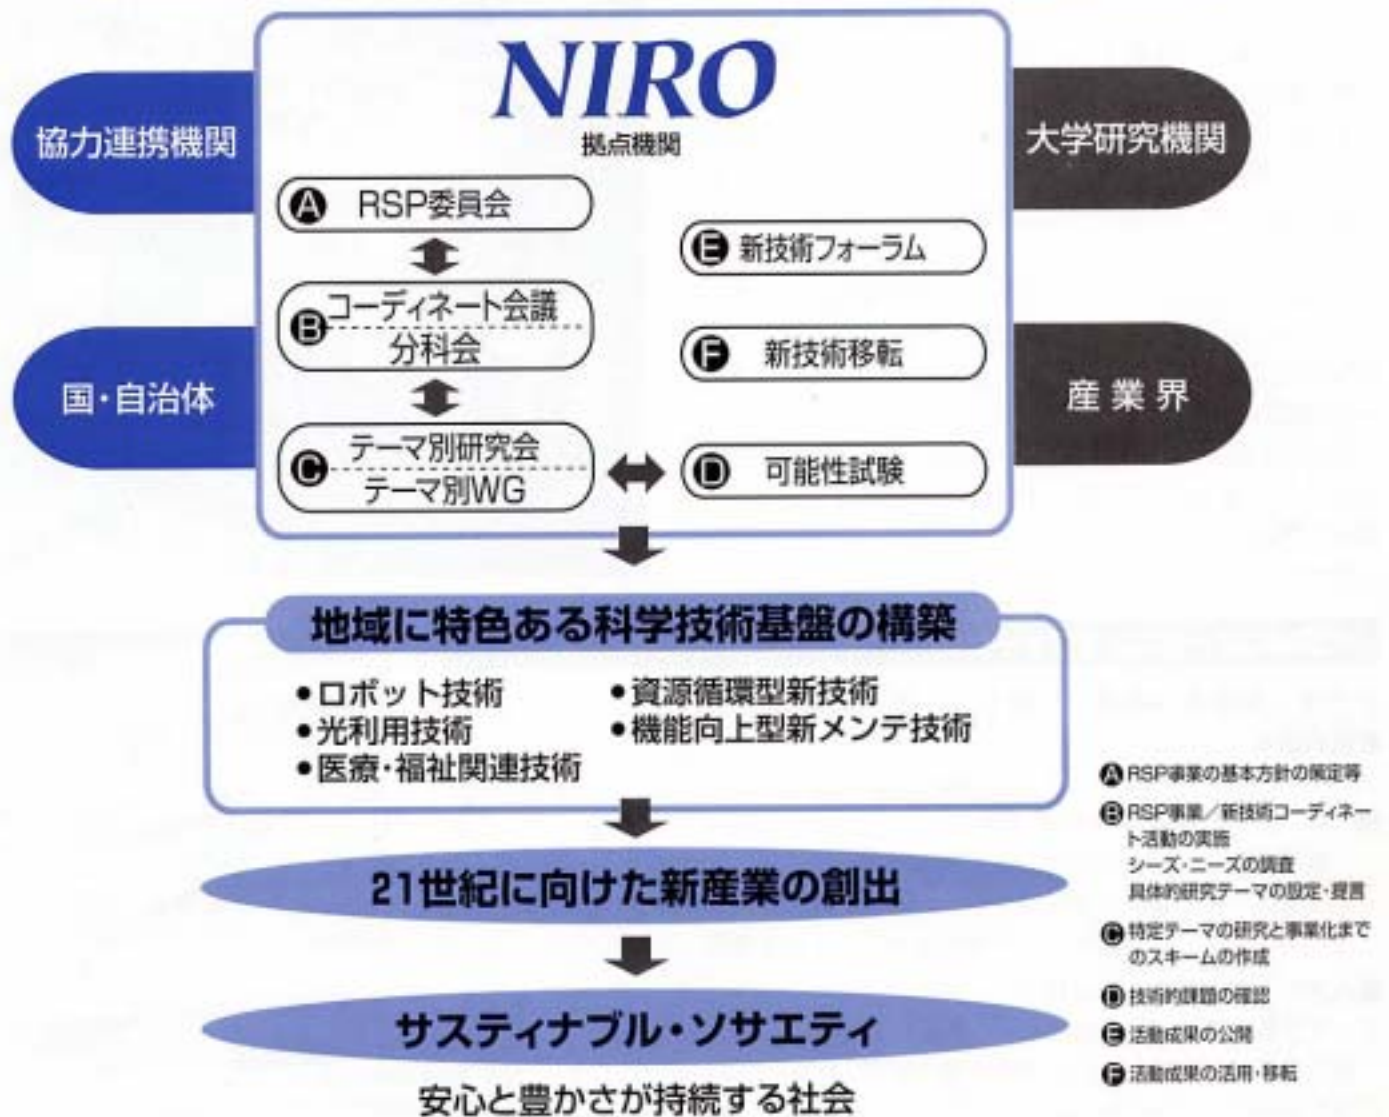 NIRO
拠点機関
協力連携機関
大学研究機関
国・自治体
産業界
A RSP委員会
B コーディネート会議
分科会
C テーマ別研究会
テーマ別WG
E 新技術フォーラム
F 新技術移転
D 可能性試験
地域に特色ある科学技術基盤の構築
•ロボット技術
•光利用技術
•医療・福祉関連技術
•資源循環型新技術
•機能向上型新メンテ技術
21世紀に向けた新産業の創出
サスティナブル・ソサエティ
安心と豊かさが持続する社会
A RSP事業の基本方針の策定等
B RSP事業／新技術コーディネー
ト活動の実施
シーズ・ニーズの調査
具体的研究テーマの設定・提言
C 特定テーマの研究と事業化まで
のスキームの作成
D 技術的課題の確認
E 活動成果の公開
F 活動成果の活用・移転